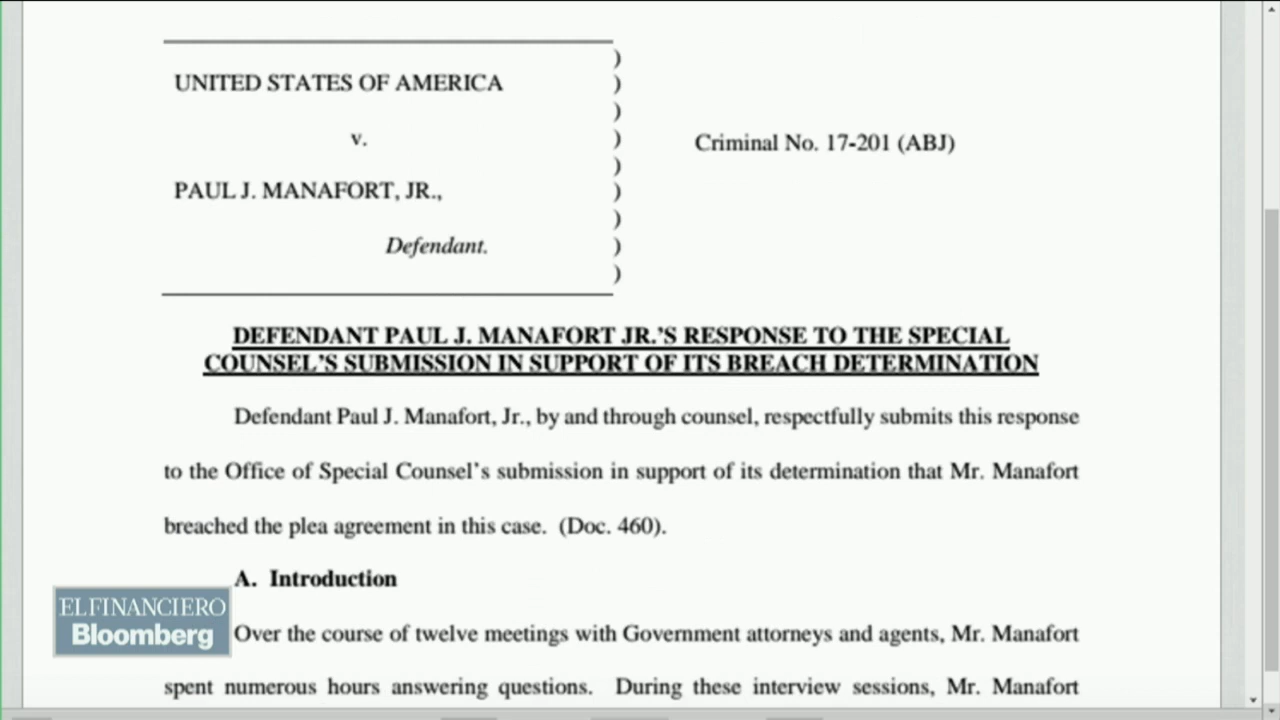 UNITED STATES OF AMERICA
v.
PAUL J. MANAFORT, JR.,
Defendant.
)
)
)
)
)
)
)
)
)
Criminal No. 17-201 (ABJ)
DEFENDANT PAUL J. MANAFORT JR.'S RESPONSE TO THE SPECIAL
COUNSEL'S SUBMISSION IN SUPPORT OF ITS BREACH DETERMINATION
Defendant Paul J. Manafort, Jr., by and through counsel, respectfully submits this response
to the Office of Special Counsel's submission in support of its determination that Mr. Manafort
breached the plea agreement in this case. (Doc. 460).
A. Introduction
Over the course of twelve meetings with Government attorneys and agents, Mr. Manafort
spent numerous hours answering questions. During these interview sessions, Mr. Manafort
EL FINANCIERO
Bloomberg